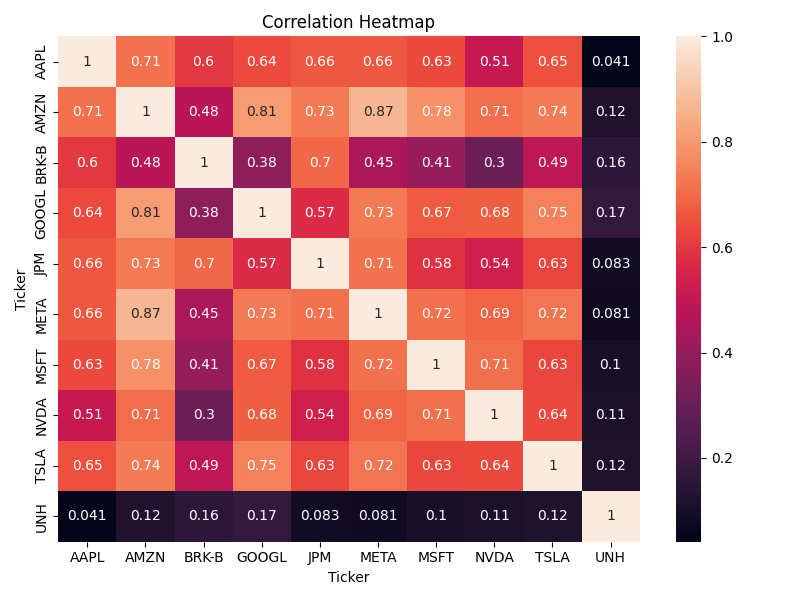 Correlation Heatmap
AAPL 1 0.71 0.6 0.64 0.66 0.66 0.63 0.51 0.65 0.041
AMZN 0.71 1 0.48 0.81 0.73 0.87 0.78 0.71 0.74 0.12
BRK-B 0.6 0.48 1 0.38 0.7 0.45 0.41 0.3 0.49 0.16
GOOGL 0.64 0.81 0.38 1 0.57 0.73 0.67 0.68 0.75 0.17
JPM 0.66 0.73 0.7 0.57 1 0.71 0.58 0.54 0.63 0.083
META 0.66 0.87 0.45 0.73 0.71 1 0.72 0.69 0.72 0.081
MSFT 0.63 0.78 0.41 0.67 0.58 0.72 1 0.71 0.63 0.1
NVDA 0.51 0.71 0.3 0.68 0.54 0.69 0.71 1 0.64 0.11
TSLA 0.65 0.74 0.49 0.75 0.63 0.72 0.63 0.64 1 0.12
UNH 0.041 0.12 0.16 0.17 0.083 0.081 0.1 0.11 0.12 1
AAPL AMZN BRK-B GOOGL JPM META MSFT NVDA TSLA UNH
Ticker
Ticker
1.0
0.8
0.6
0.4
0.2